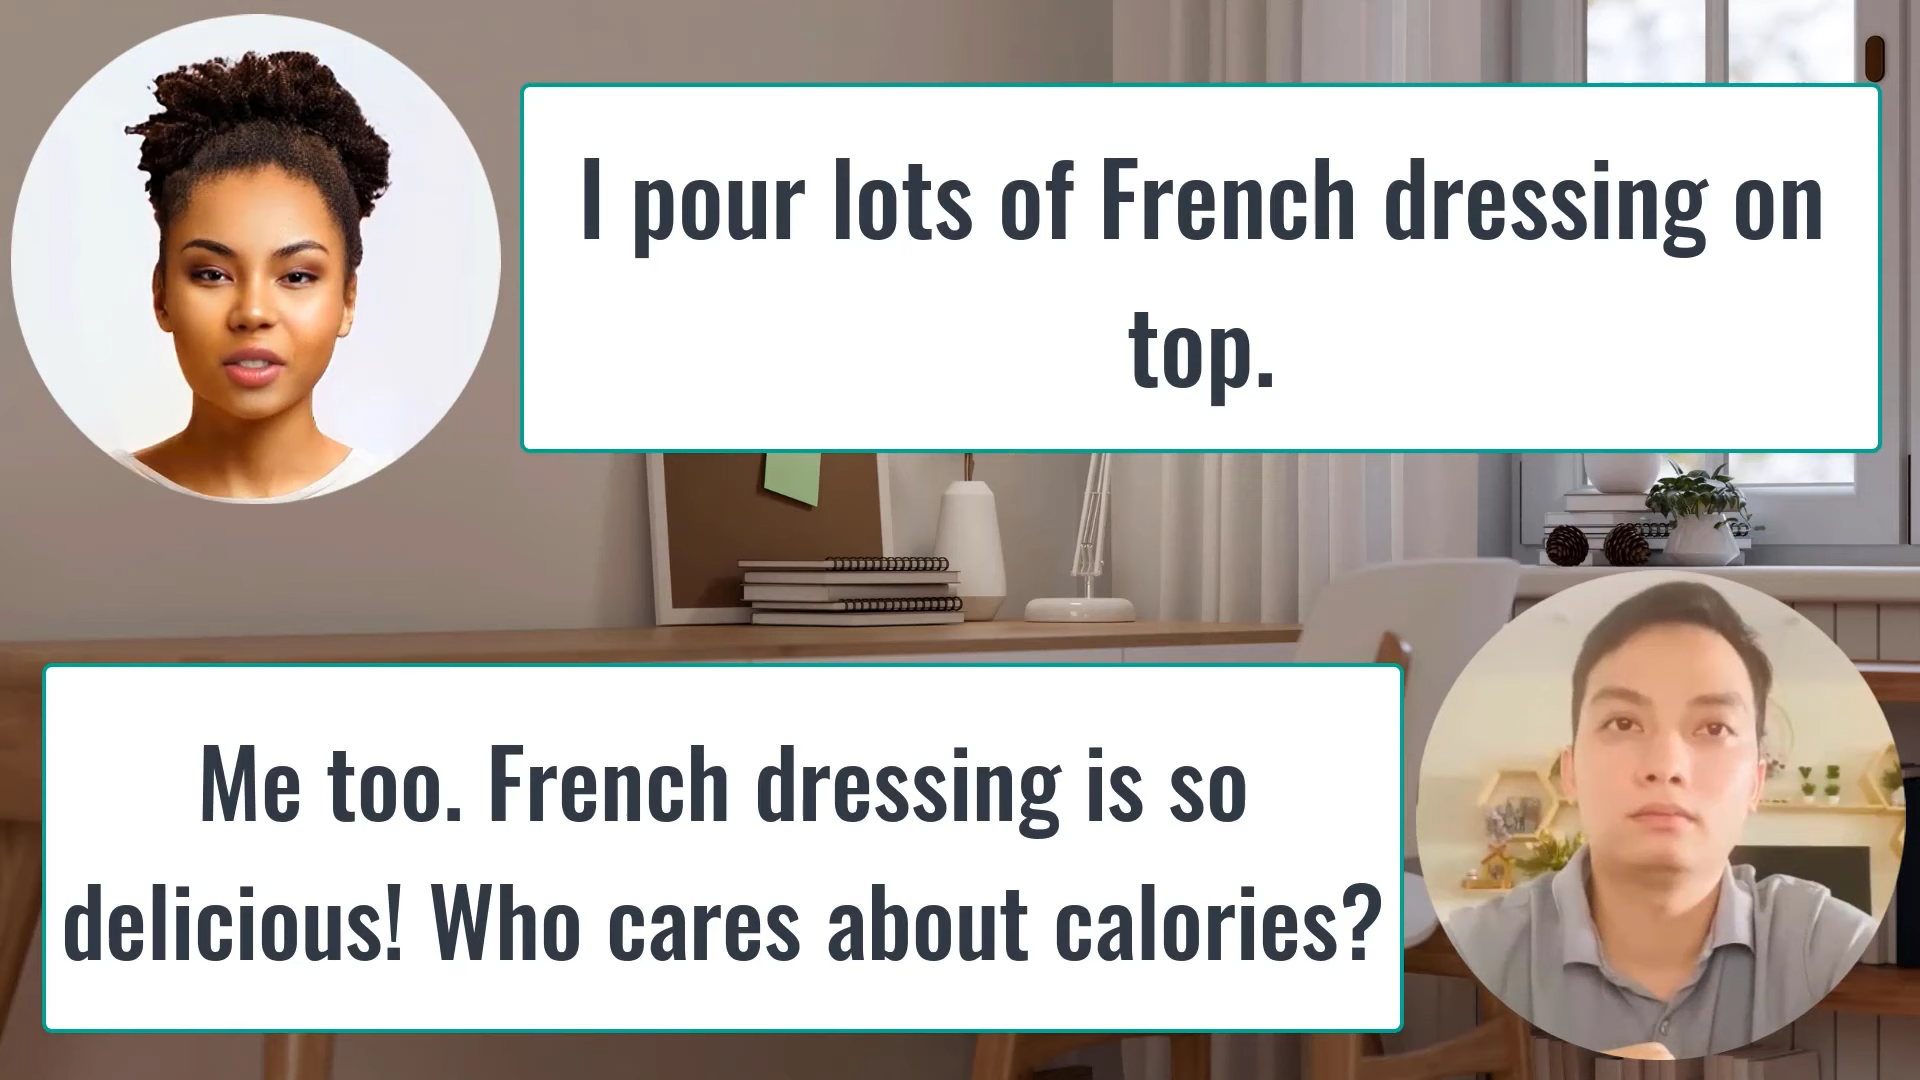 I pour lots of French dressing on
top.
Me too. French dressing is so
delicious! Who cares about calories?